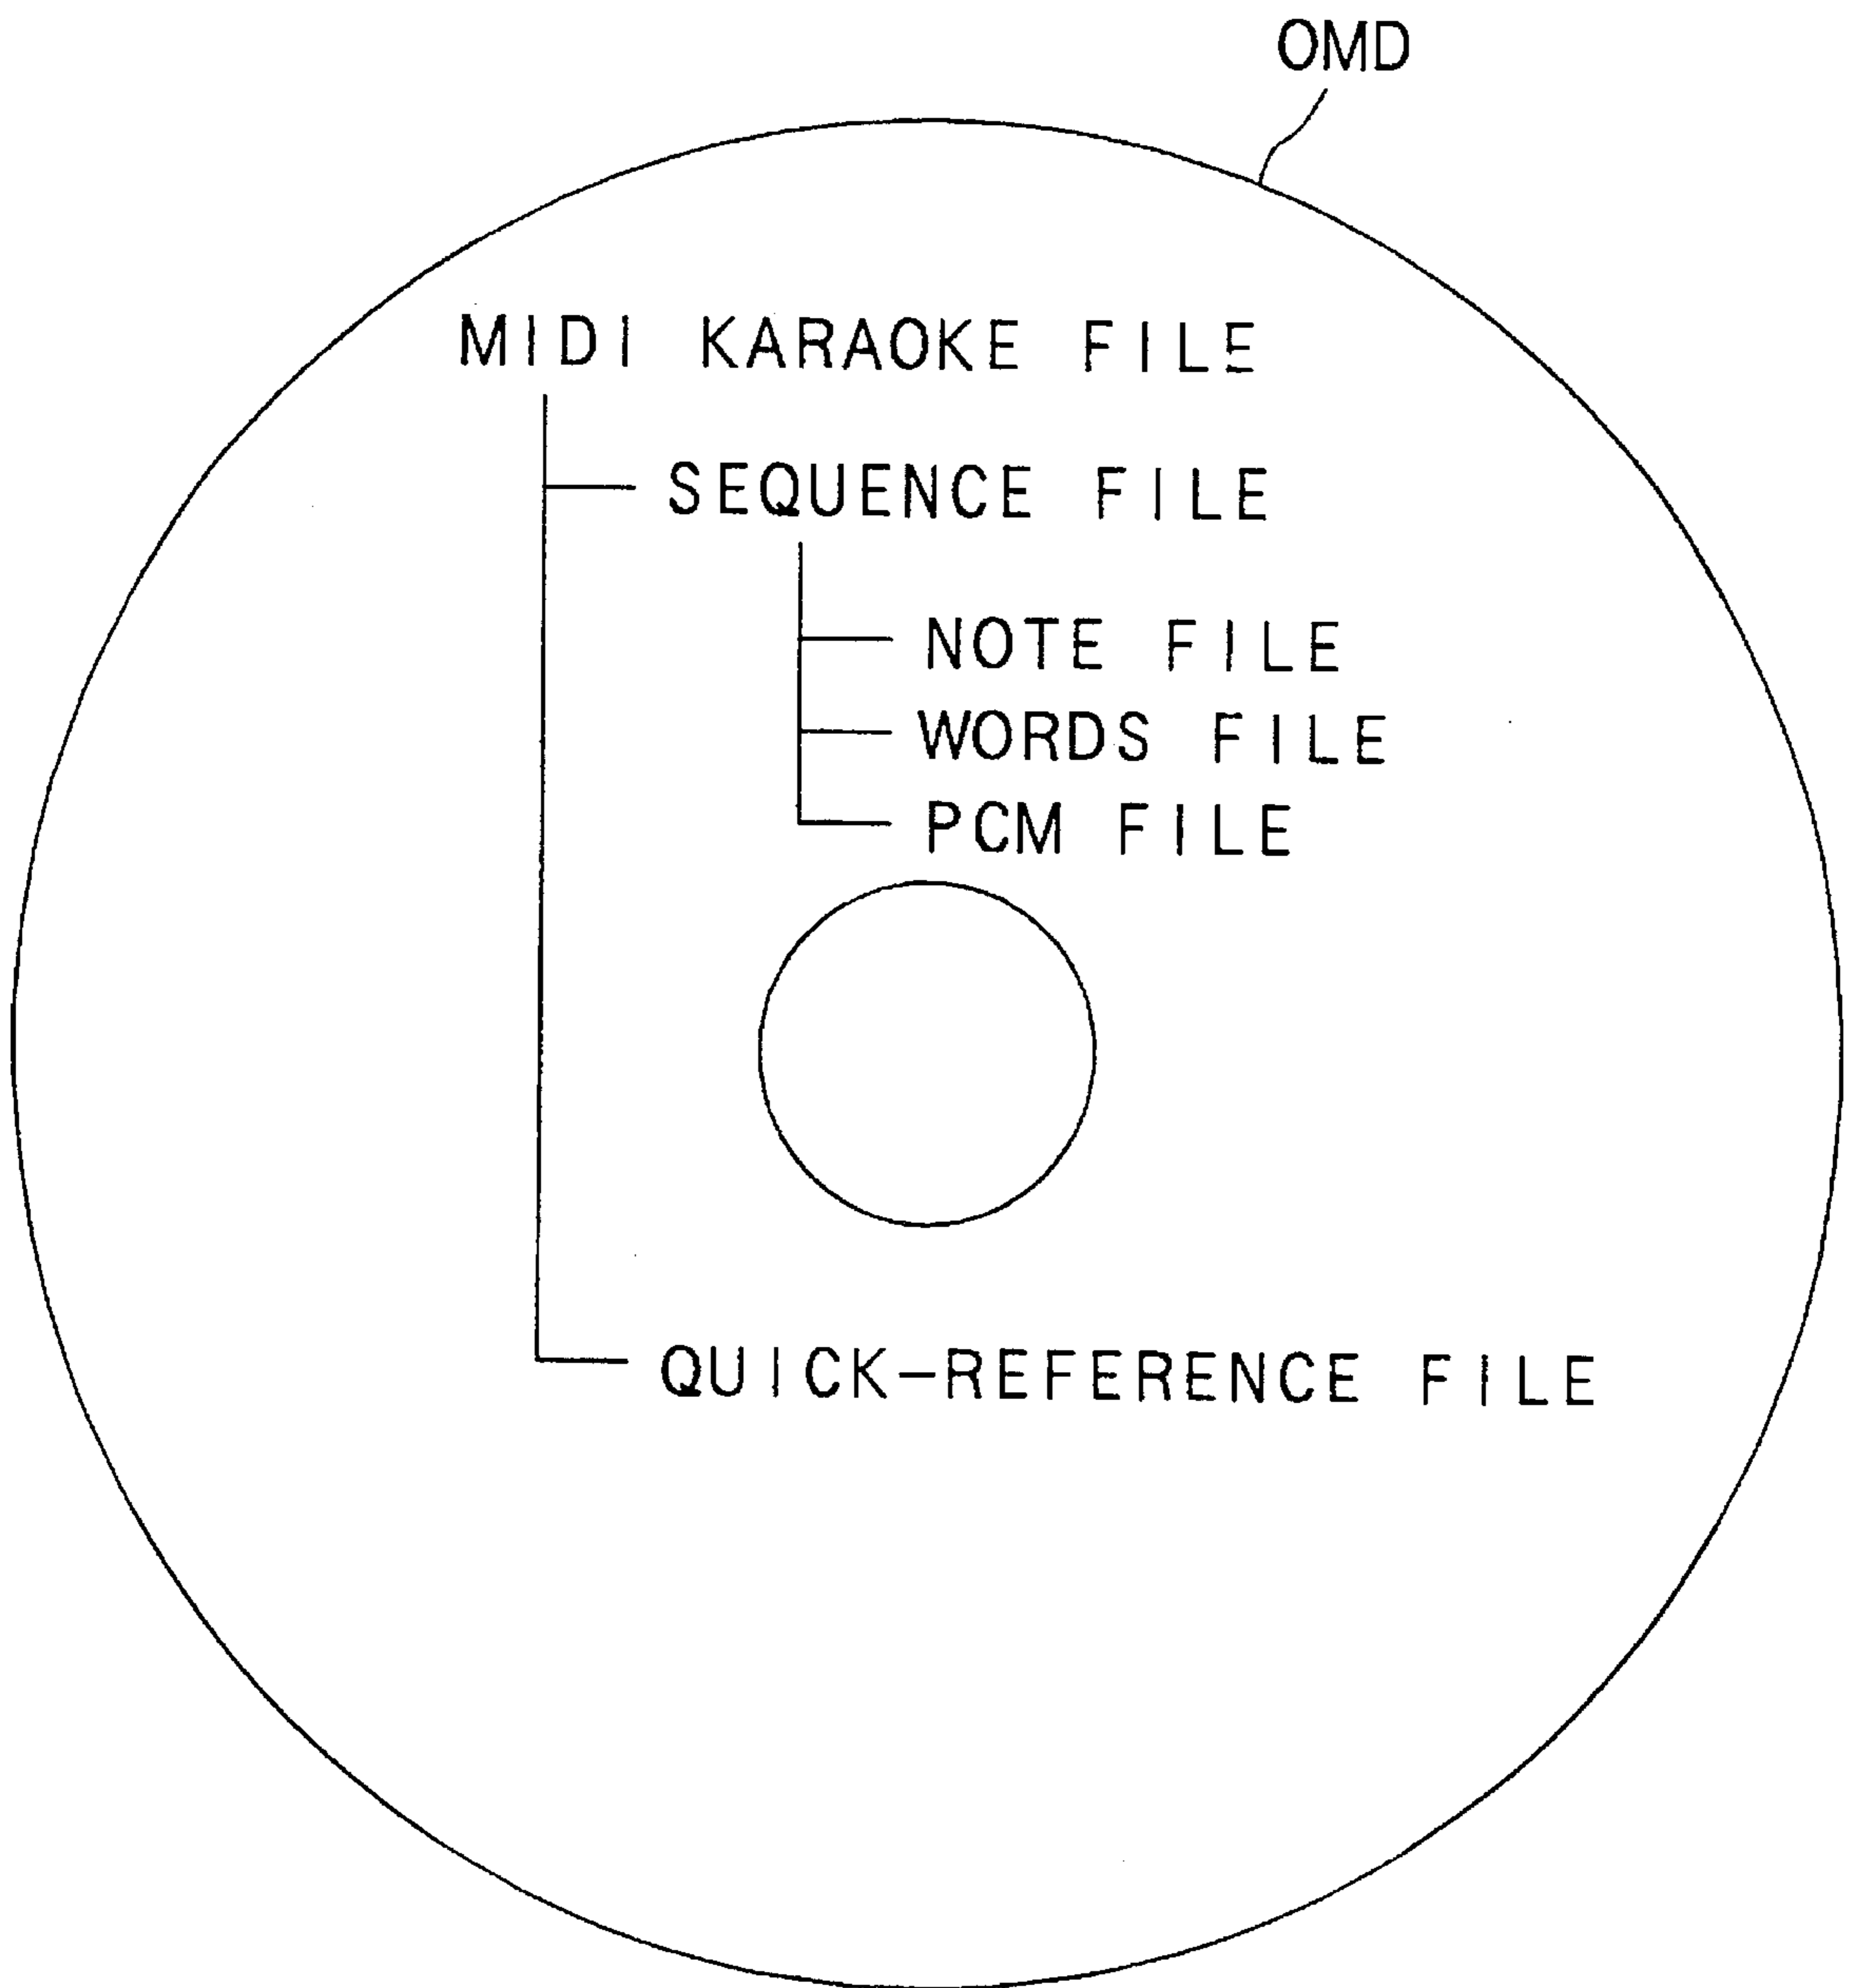 OMD
MIDI KARAOKE FILE
SEQUENCE FILE
NOTE FILE
WORDS FILE
PCM FILE
QUICK-REFERENCE FILE